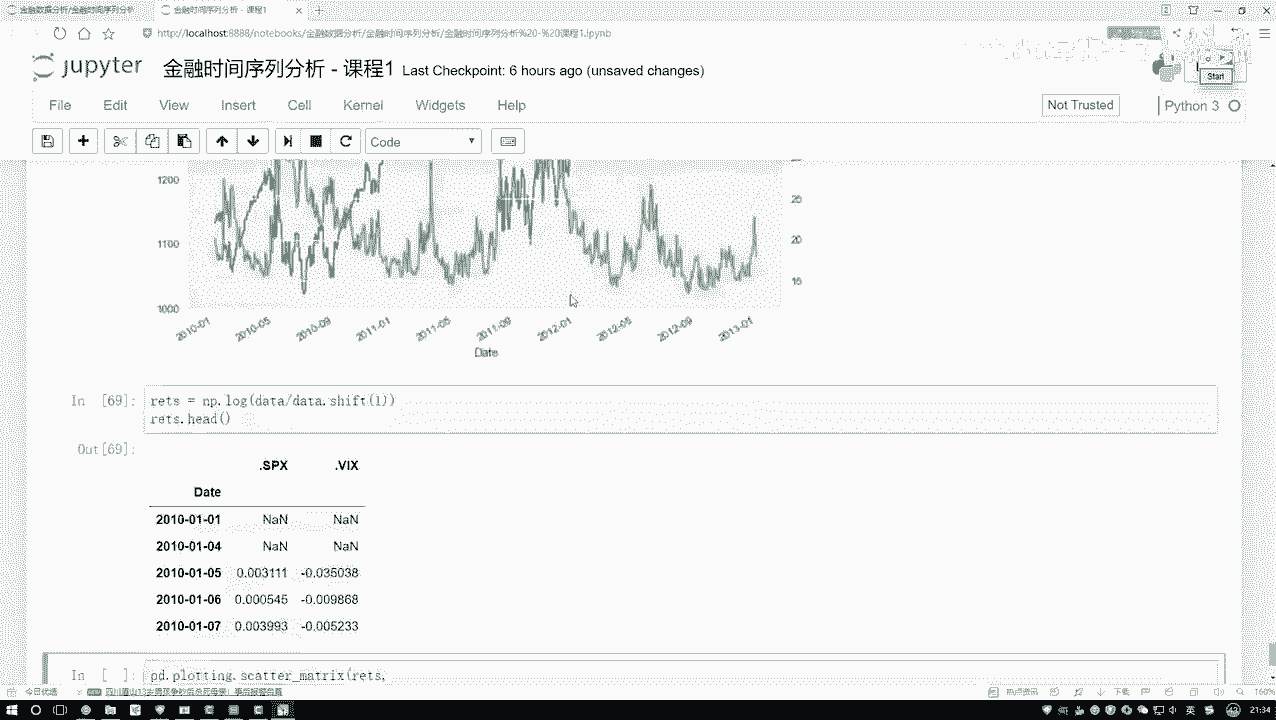 金融数据分析/金融时间序列分析
金融时间序列分析 - 课程1
http://localhost:8888/notebooks/金融数据分析/金融时间序列分析/金融时间序列分析%20-%20课程1.ipynb
jupyter 金融时间序列分析 - 课程1 Last Checkpoint: 6 hours ago (unsaved changes)
Start
File Edit View Insert Cell Kernel Widgets Help
Not Trusted
Python 3
Code
1200
1100
1000
25
20
15
2010-01 2010-05 2010-09 2011-01 2011-05 2011-09 2012-01 2012-05 2012-09 2013-01
Date
In [69]: rets = np.log(data/data.shift(1))
rets.head()
Out[69]:
.SPX .VIX
Date
2010-01-01 NaN NaN
2010-01-04 NaN NaN
2010-01-05 0.003111 -0.035038
2010-01-06 0.000545 -0.009868
2010-01-07 0.003993 -0.005233
In [ ]: pd.plotting.scatter_matrix(rets,
今日优选
热点资讯
下载
160%
英
21:34